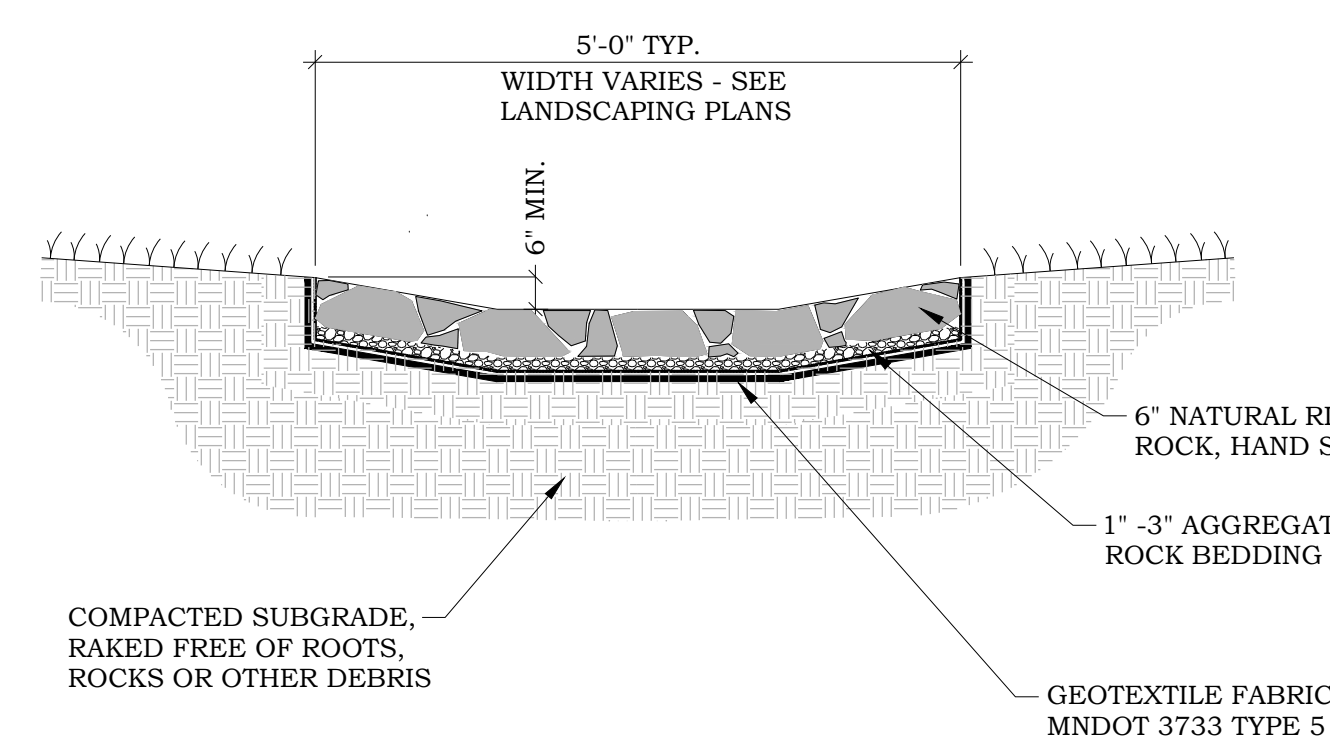 5'-0" TYP.
WIDTH VARIES - SEE
LANDSCAPING PLANS
6" MIN.
6" NATURAL
ROCK, HAND
1" -3"
ROCK BEDDING
COMPACTED SUBGRADE,
RAKED FREE OF ROOTS,
ROCKS OR OTHER DEBRIS
GEOTEXTILE FABRIC
MNDOT 3733 TYPE 5